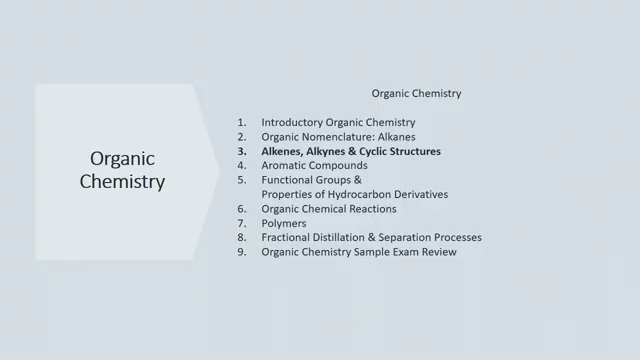 Organic
Chemistry
Organic Chemistry
1. Introductory Organic Chemistry
2. Organic Nomenclature: Alkanes
3. Alkenes, Alkynes & Cyclic Structures
4. Aromatic Compounds
5. Functional Groups &
Properties of Hydrocarbon Derivatives
6. Organic Chemical Reactions
7. Polymers
8. Fractional Distillation & Separation Processes
9. Organic Chemistry Sample Exam Review